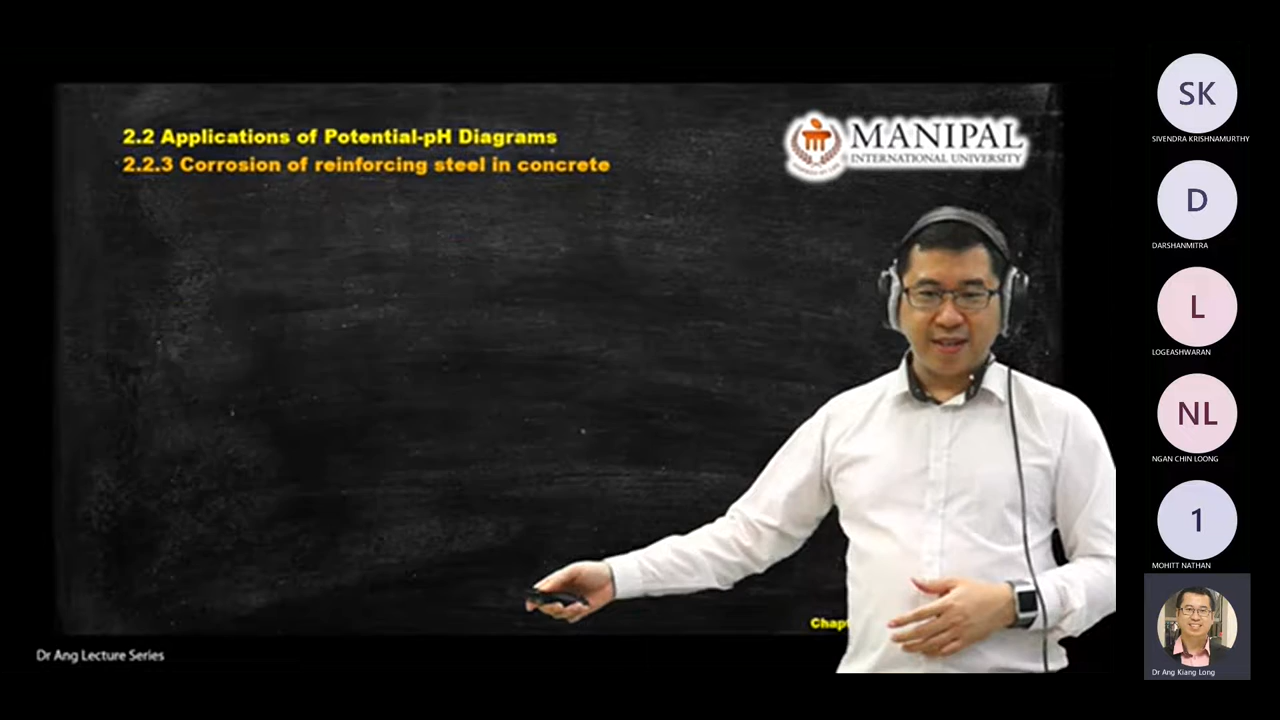 2.2 Applications of Potential-pH Diagrams
2.2.3 Corrosion of reinforcing steel in concrete
MANIPAL
INTERNATIONAL UNIVERSITY
Dr Ang Lecture Series
SK
SIVENDRA KRISHNAMURTHY
D
DARSHANMITRA
L
LOGEASHWARAN
NL
NGAN CHIN LOONG
1
MOHITT NATHAN
Dr Ang Kiang Long